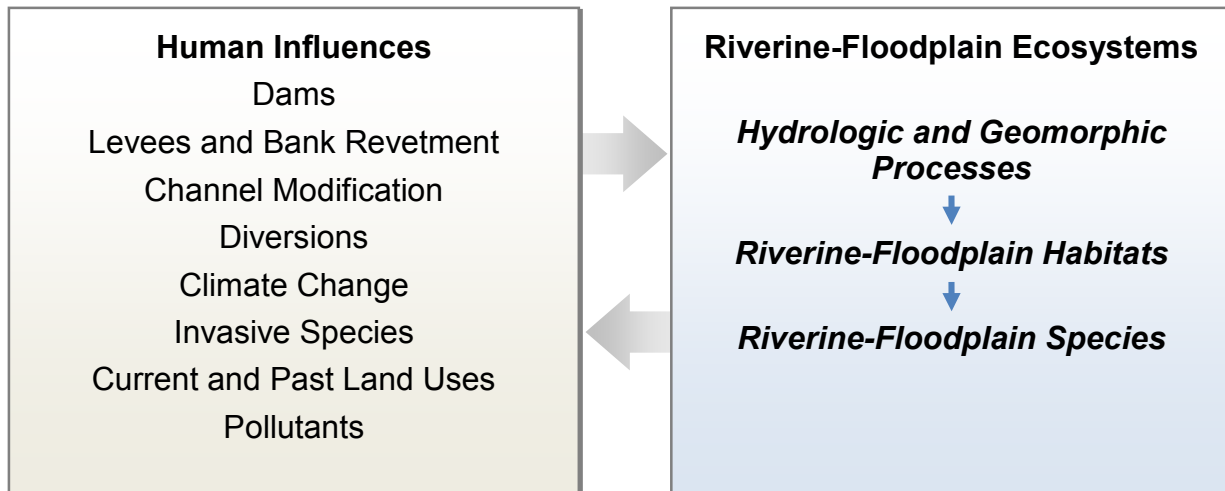 Human Influences
Dams
Levees and Bank Revetment
Channel Modification
Diversions
Climate Change
Invasive Species
Current and Past Land Uses
Pollutants
Riverine-Floodplain Ecosystems
Hydrologic and Geomorphic
Processes
Riverine-Floodplain Habitats
Riverine-Floodplain Species